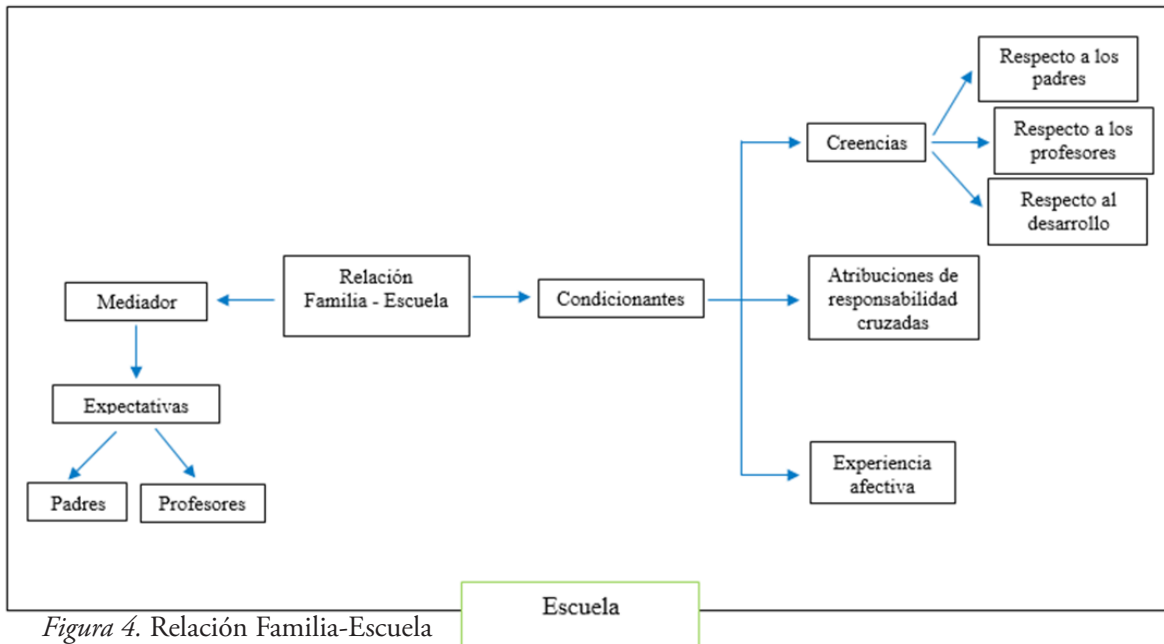 Respecto a los
padres
Creencias
Respecto a los
profesores
Respecto al
desarrollo
Relación
Familia - Escuela
Mediador
Condicionantes
Atribuciones de
responsabilidad
cruzadas
Expectativas
Padres
Profesores
Experiencia
afectiva
Escuela
Figura 4. Relación Familia-Escuela